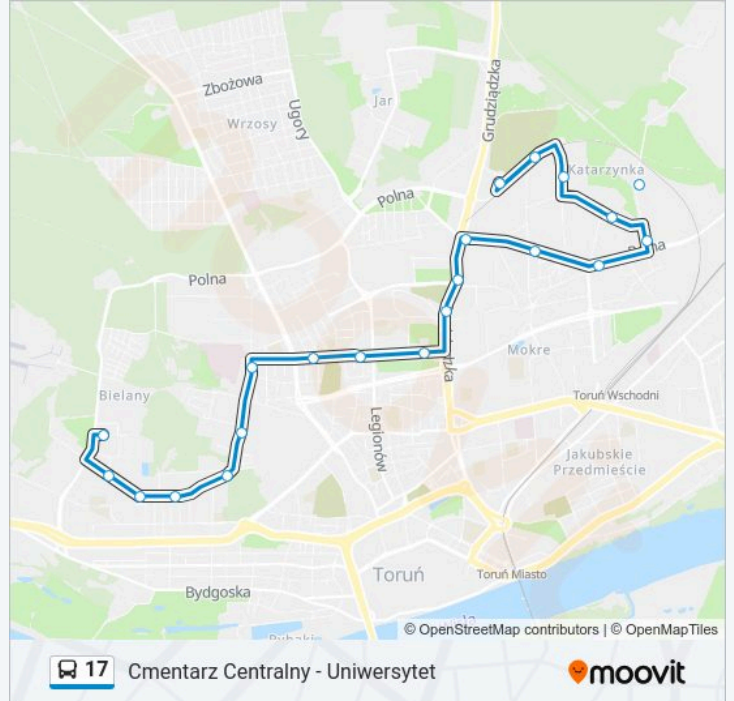 Zbożowa
Ugory
Jar
Grudziądzka
Wrzosy
Katarzynka
Polna
Polna
Mokre
Bielany
Toruń Wschodni
Legionów
Jakubskie
Przedmieście
Toruń
Toruń Miasto
Bydgoska
© OpenStreetMap contributors | © OpenMapTiles
17 Cmentarz Centralny - Uniwersytet
moovit